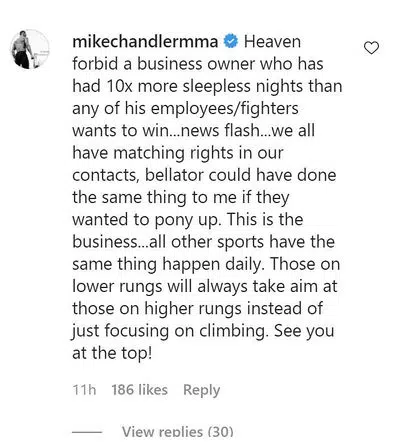 mikechandlermma Heaven
forbid a business owner who has
had 10x more sleepless nights than
any of his employees/fighters
wants to win...news flash...we all
have matching rights in our
contacts, bellator could have done
the same thing to me if they
wanted to pony up. This is the
business...all other sports have the
same thing happen daily. Those on
lower rungs will always take aim at
those on higher rungs instead of
just focusing on climbing. See you
at the top!
11h 186 likes Reply
View replies (30)